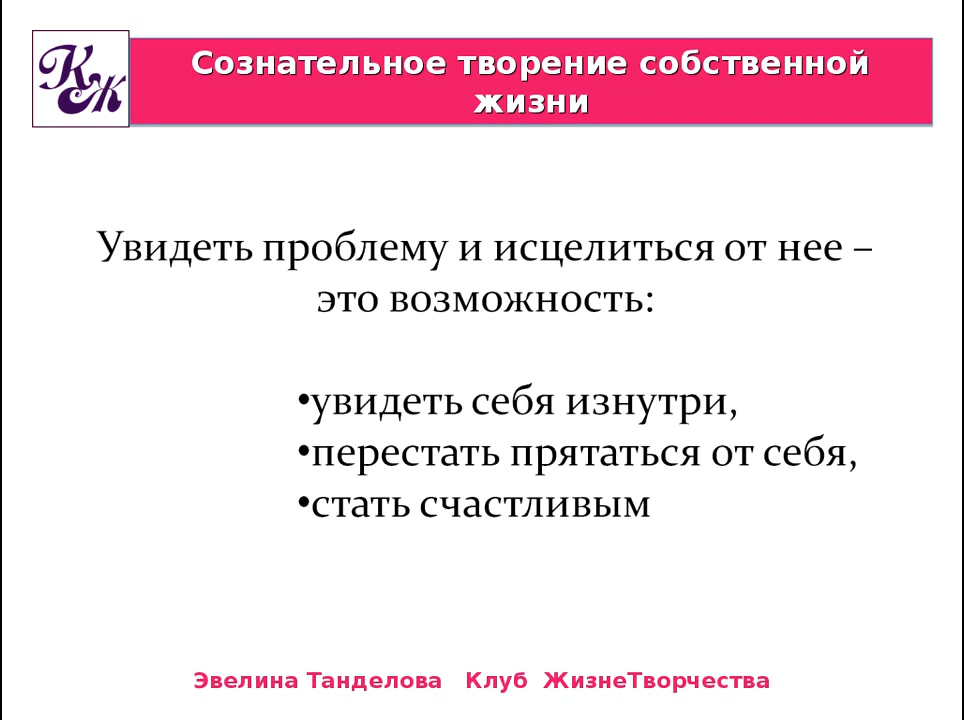 КЖ
Сознательное творение собственной
жизни
Увидеть проблему и исцелиться от нее –
это возможность:
•увидеть себя изнутри,
•перестать прятаться от себя,
•стать счастливым
Эвелина Танделова Клуб ЖизнеТворчества